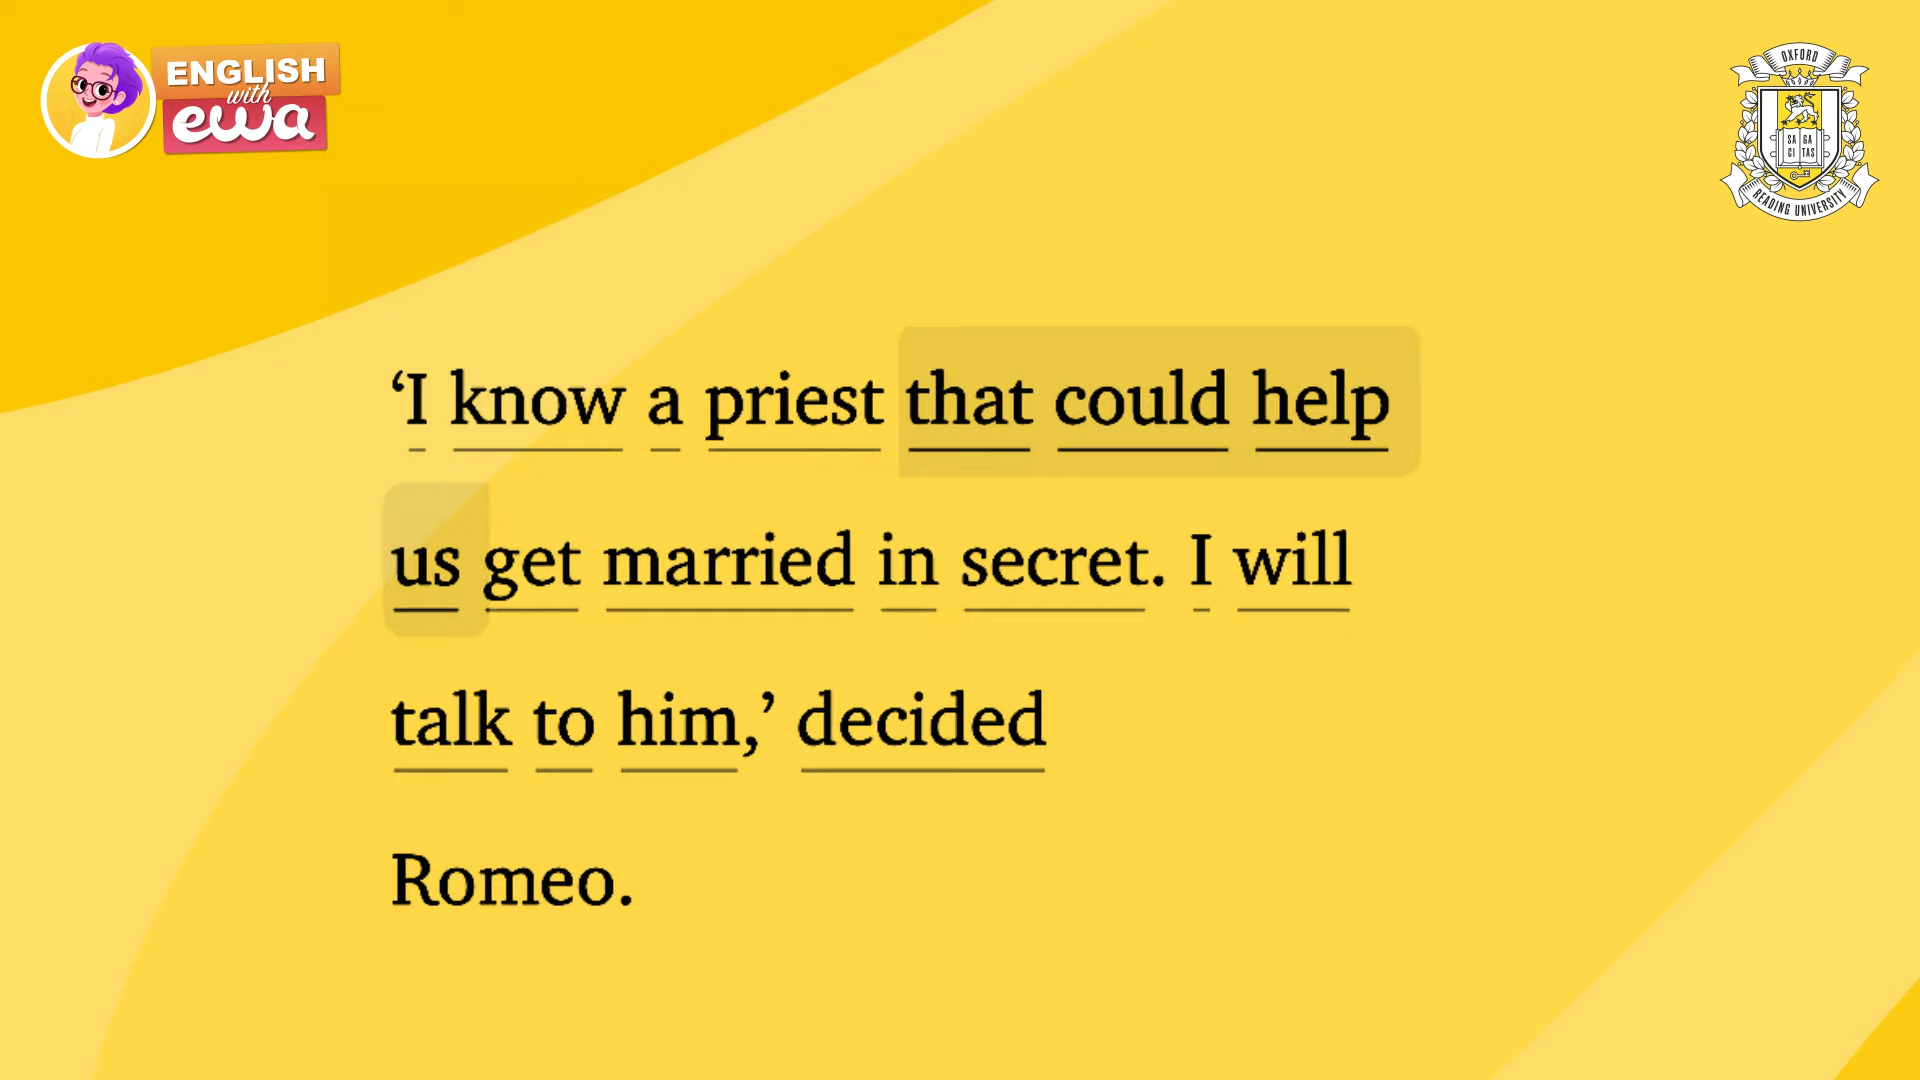 ENGLISH
with
ewa
OXFORD
SA GA
CI TAS
READING UNIVERSITY
‘I know a priest that could help
us get married in secret. I will
talk to him,’ decided
Romeo.